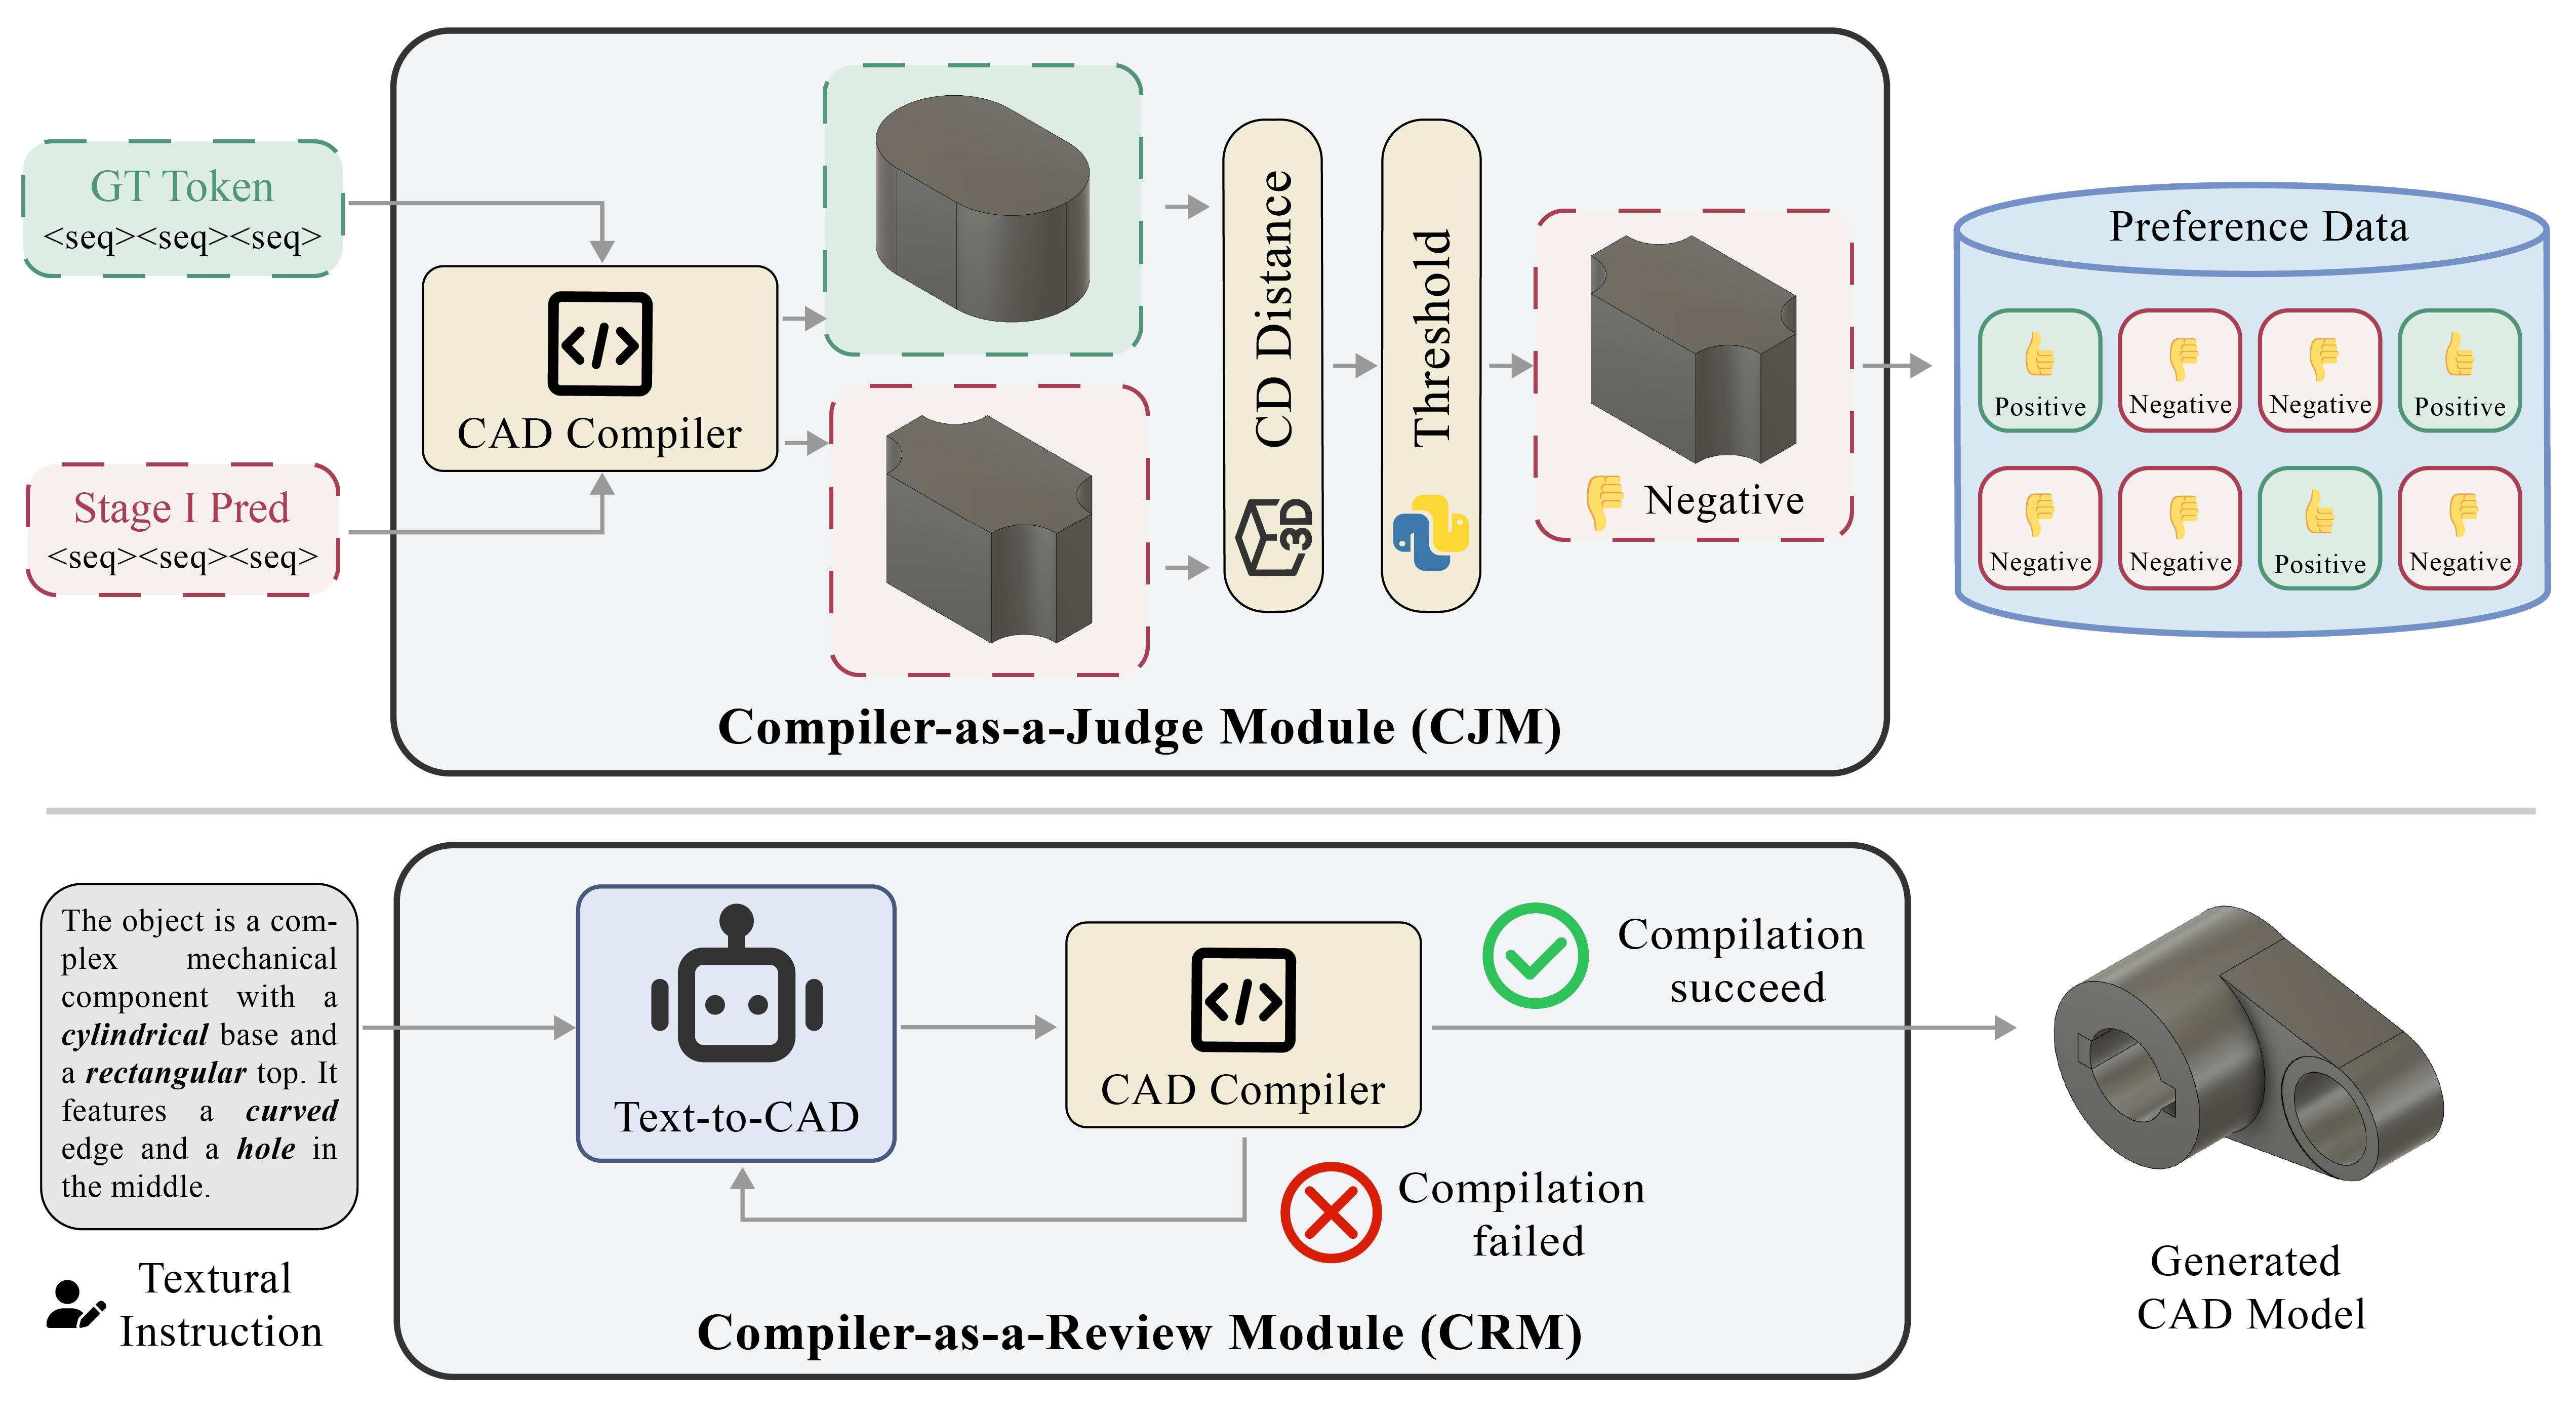 GT Token
<seq><seq><seq>
Stage I Pred
<seq><seq><seq>
</>
CAD Compiler
CD Distance
3D
Threshold
Negative
Compiler-as-a-Judge Module (CJM)
Preference Data
Positive
Negative
Negative
Positive
Negative
Negative
Positive
Negative
The object is a com-
plex mechanical
component with a
cylindrical base and
a rectangular top. It
features a curved
edge and a hole in
the middle.
Textural
Instruction
Text-to-CAD
</>
CAD Compiler
Compilation
succeed
Compilation
failed
Compiler-as-a-Review Module (CRM)
Generated
CAD Model